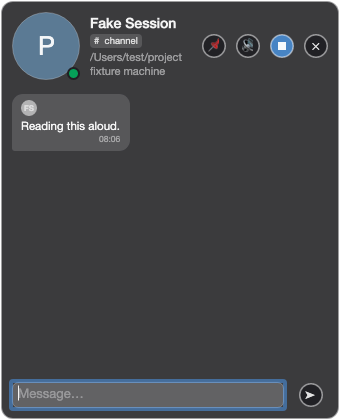 P
Fake Session
# channel
/Users/test/project
fixture machine
FS
Reading this aloud.
08:06
Message…